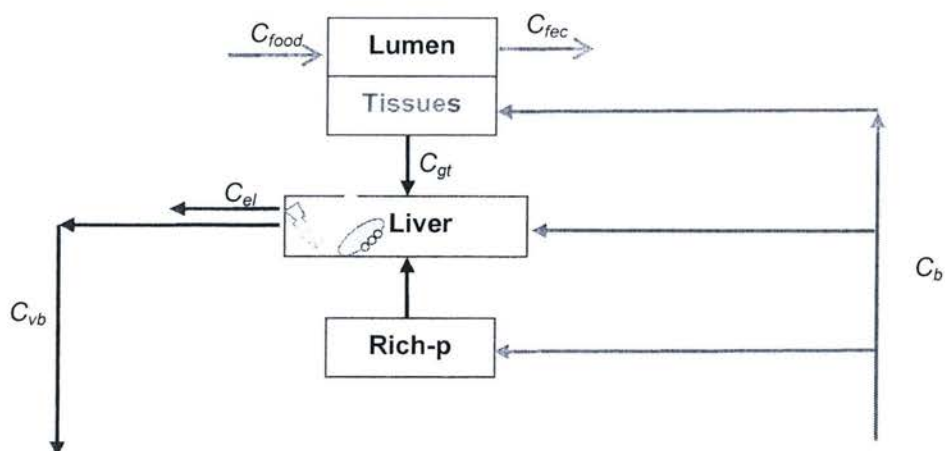 C_food
C_fec
Lumen
Tissues
C_gt
C_el
Liver
C_b
C_vb
Rich-p